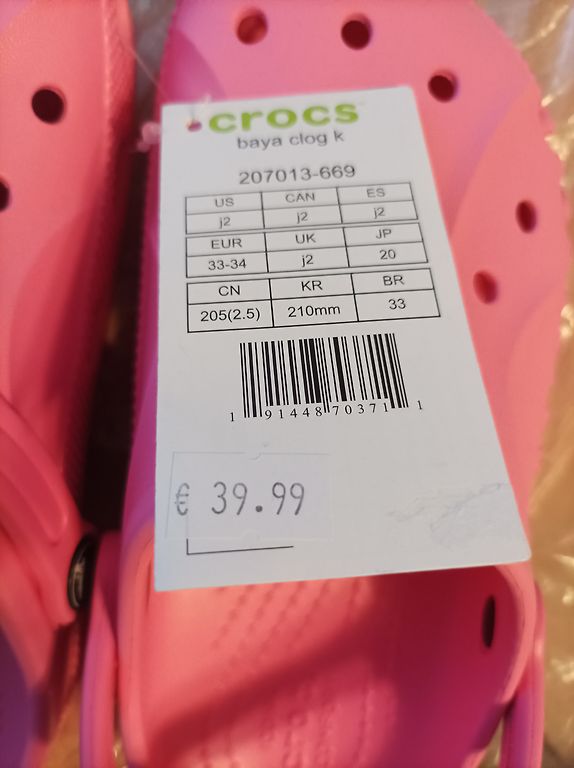 crocs
baya clog k
207013-669
US CAN ES
j2 j2 j2
EUR UK JP
33-34 j2 20
CN KR BR
205(2.5) 210mm 33
1 91448 70371 1
€ 39.99